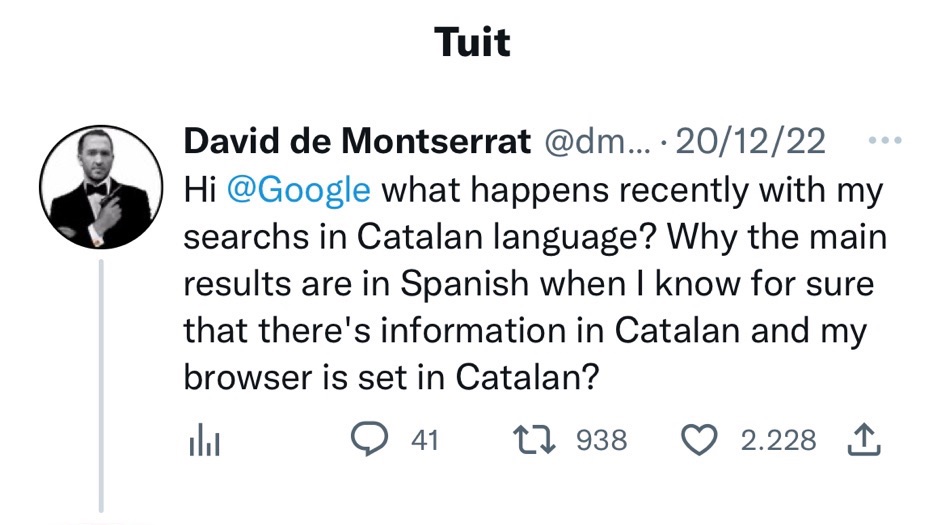 Tuit
David de Montserrat @dm... · 20/12/22
Hi @Google what happens recently with my
searchs in Catalan language? Why the main
results are in Spanish when I know for sure
that there's information in Catalan and my
browser is set in Catalan?
41 938 2.228